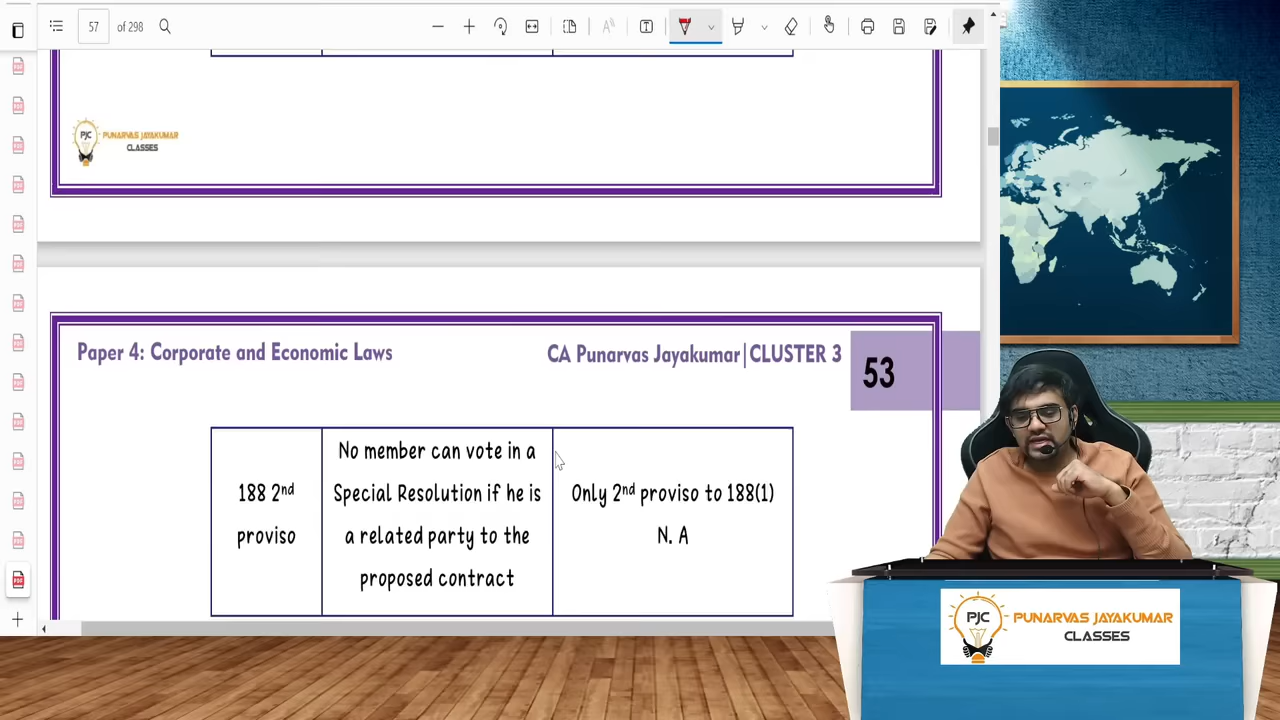 57
of 298
PJC
PUNARVAS JAYAKUMAR
CLASSES
Paper 4: Corporate and Economic Laws
CA Punarvas Jayakumar|CLUSTER 3
53
188 2nd
proviso
No member can vote in a
Special Resolution if he is
a related party to the
proposed contract
Only 2nd proviso to 188(1)
N. A
PJC
PUNARVAS JAYAKUMAR
CLASSES